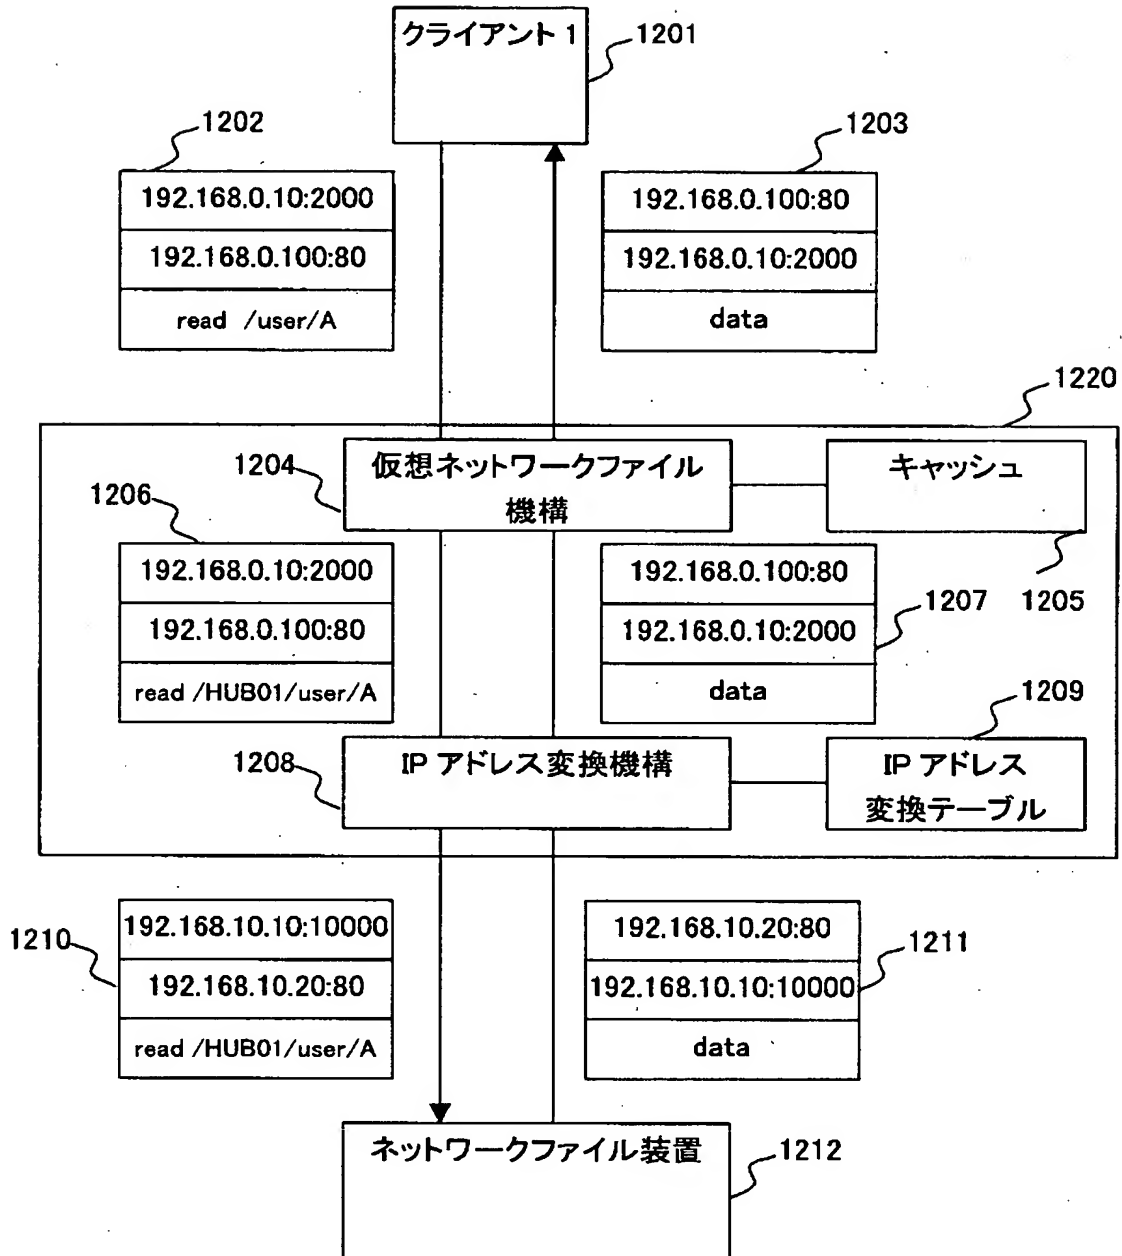 クライアント 1
1201
1202
192.168.0.10:2000
192.168.0.100:80
read /user/A
1203
192.168.0.100:80
192.168.0.10:2000
data
1220
1204
仮想ネットワークファイル
機構
キャッシュ
1205
1206
192.168.0.10:2000
192.168.0.100:80
read /HUB01/user/A
192.168.0.100:80
192.168.0.10:2000
data
1207
1208
IP アドレス変換機構
1209
IP アドレス
変換テーブル
1210
192.168.10.10:10000
192.168.10.20:80
read /HUB01/user/A
192.168.10.20:80
192.168.10.10:10000
data
1211
ネットワークファイル装置
1212